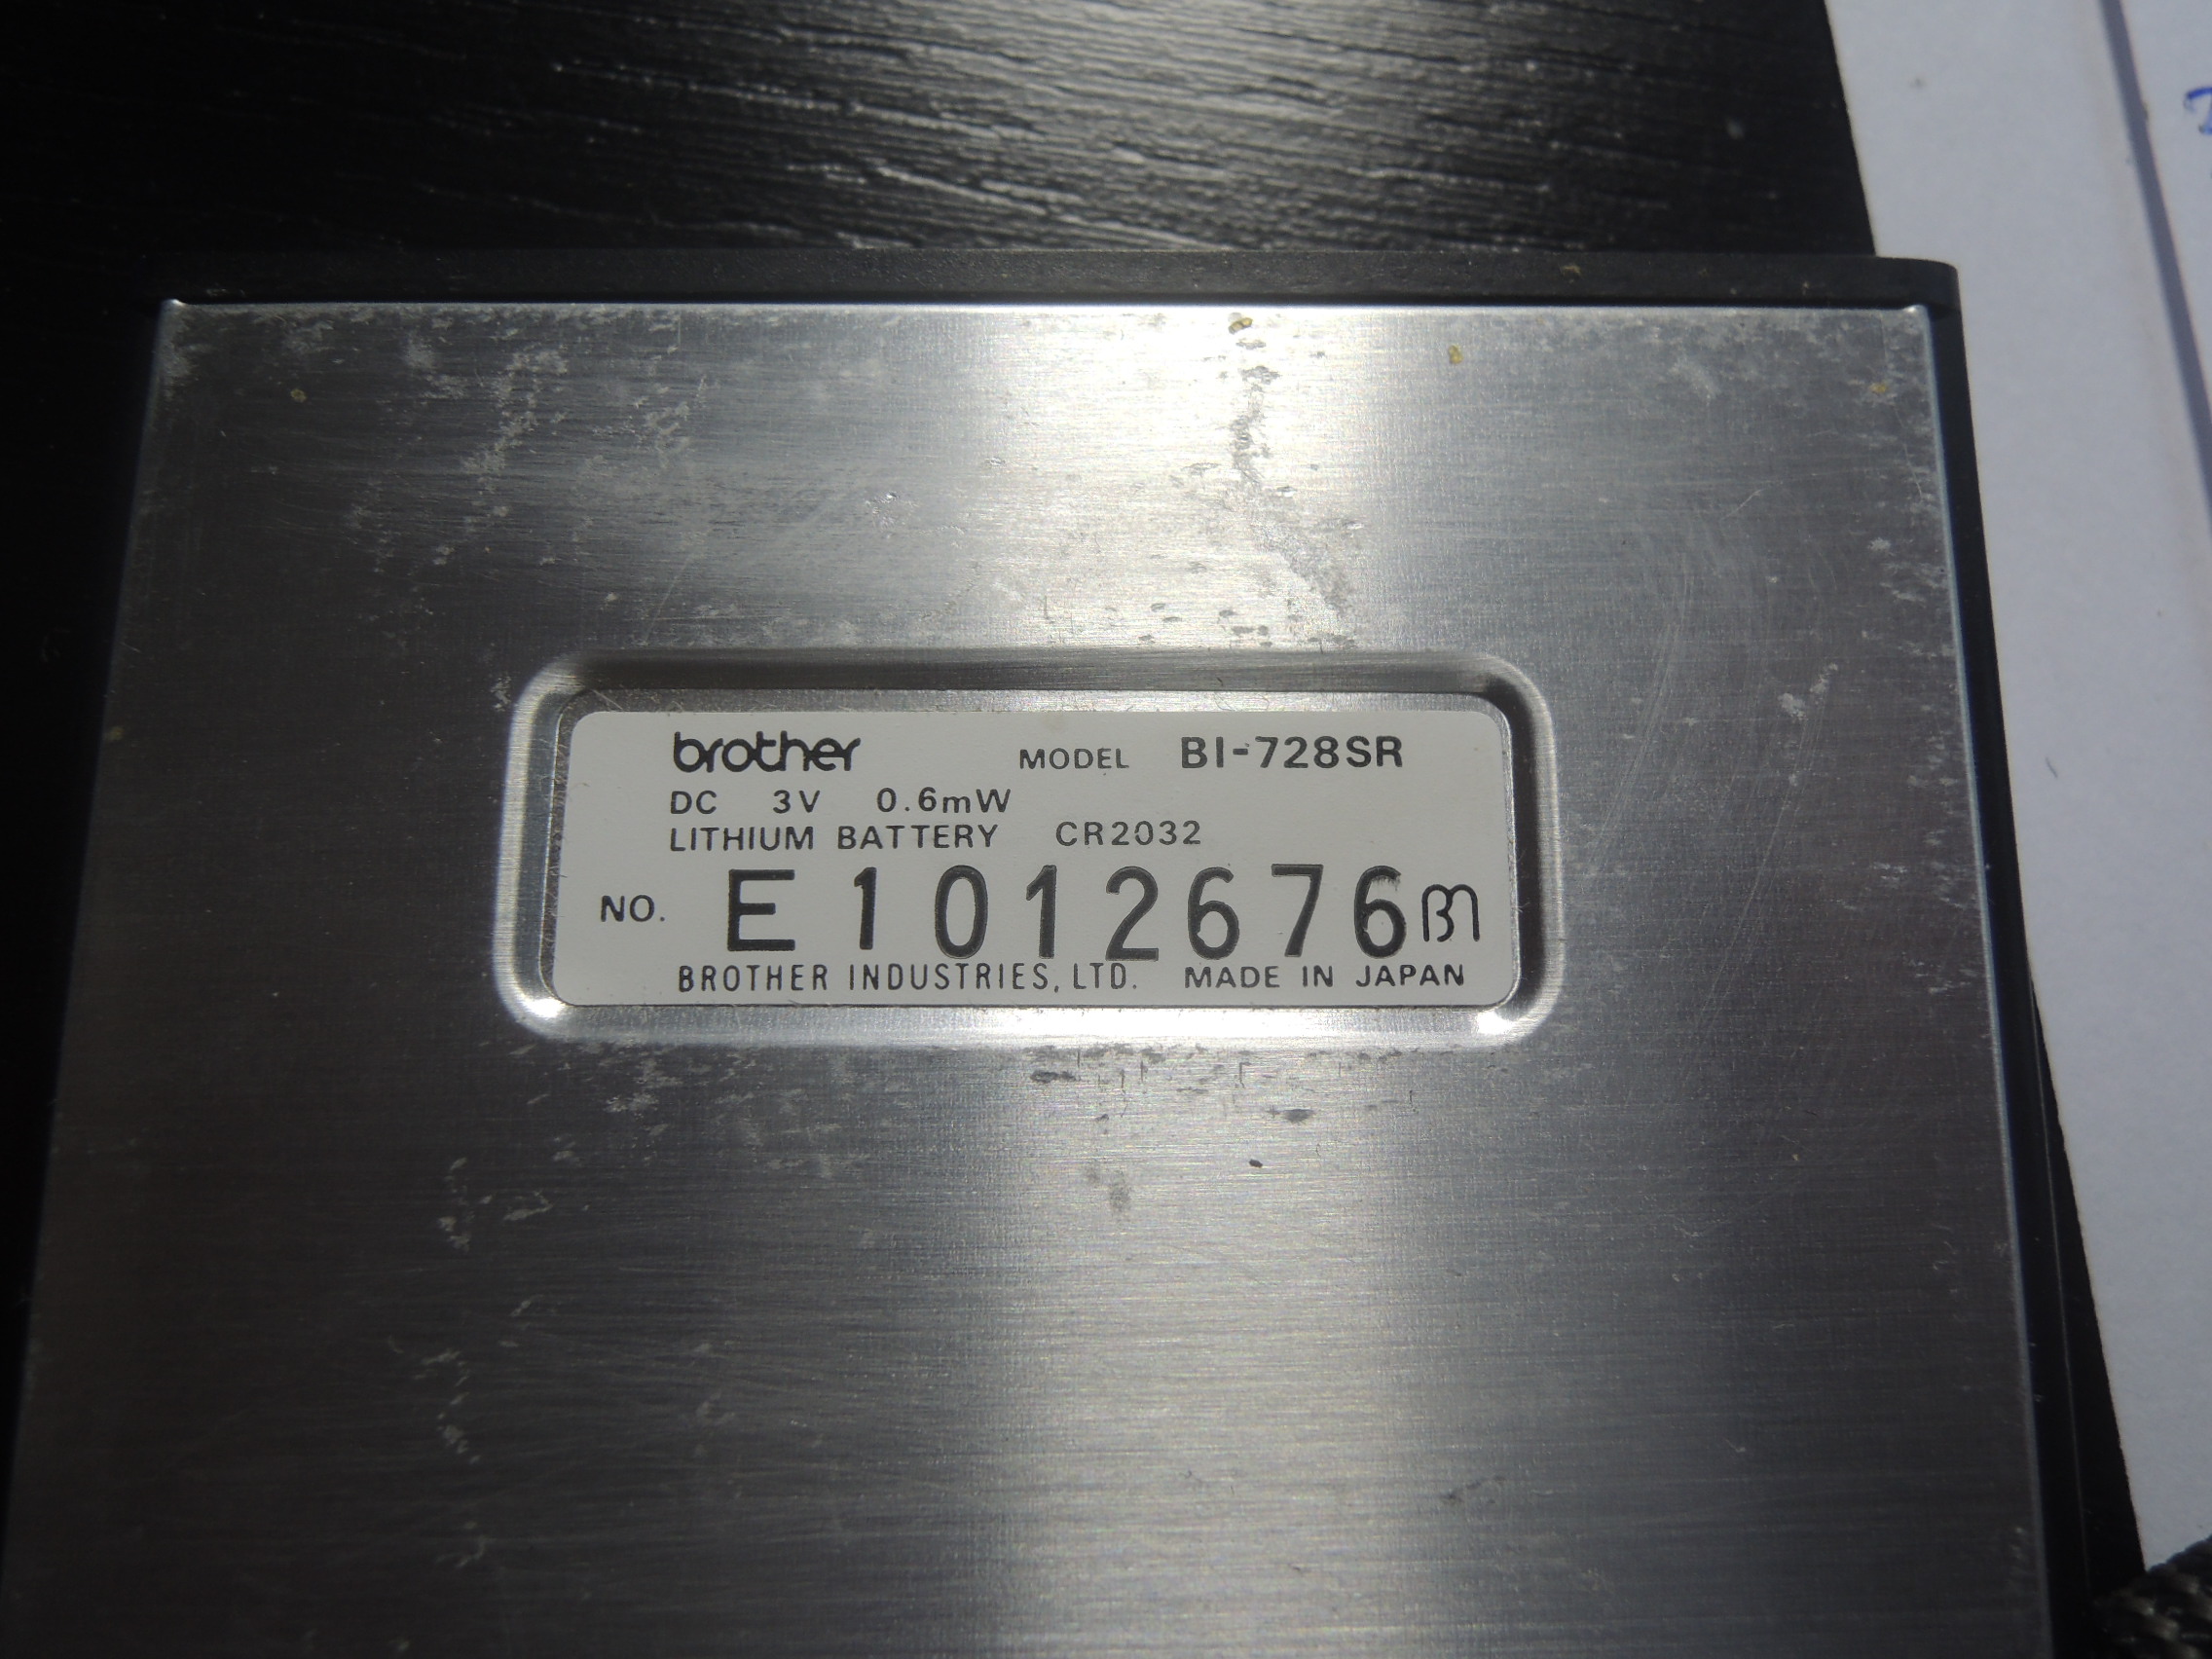 brother MODEL BI-728SR
DC 3V 0.6mW
LITHIUM BATTERY CR2032
NO. E1012676
BROTHER INDUSTRIES, LTD. MADE IN JAPAN